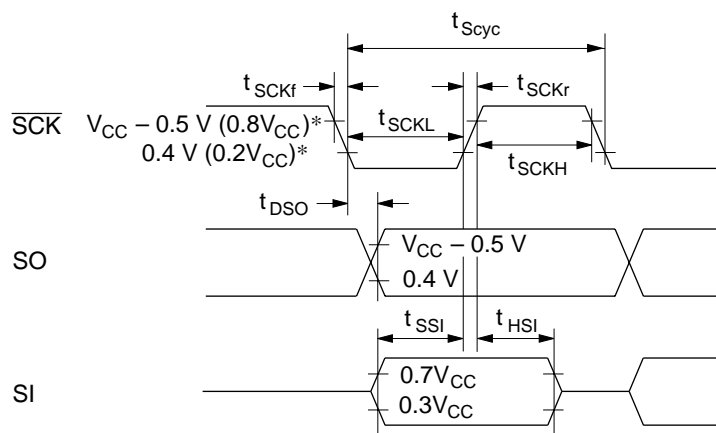 tScyc
tSCKf
tSCKr
SCK
VCC – 0.5 V (0.8VCC)*
tSCKL
0.4 V (0.2VCC)*
tSCKH
tDSO
SO
VCC – 0.5 V
0.4 V
tSSI
tHSI
SI
0.7VCC
0.3VCC